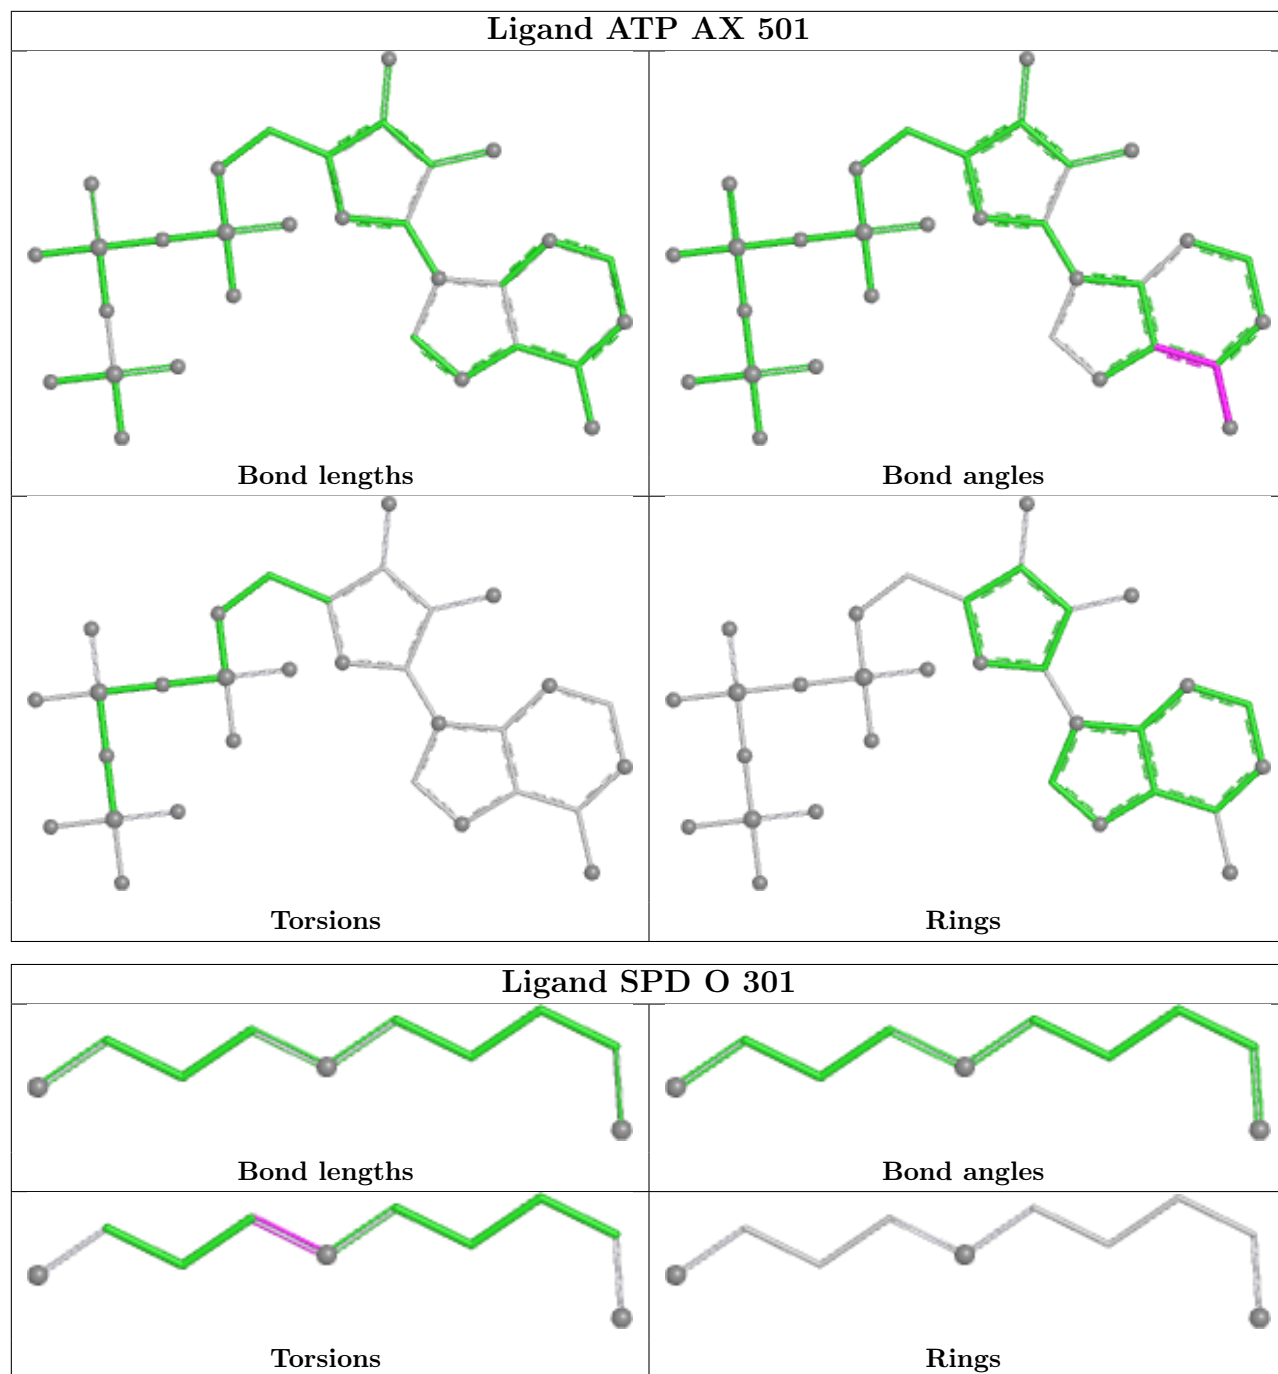 Ligand ATP AX 501
Bond lengths
Bond angles
Torsions
Rings
Ligand SPD O 301
Bond lengths
Bond angles
Torsions
Rings